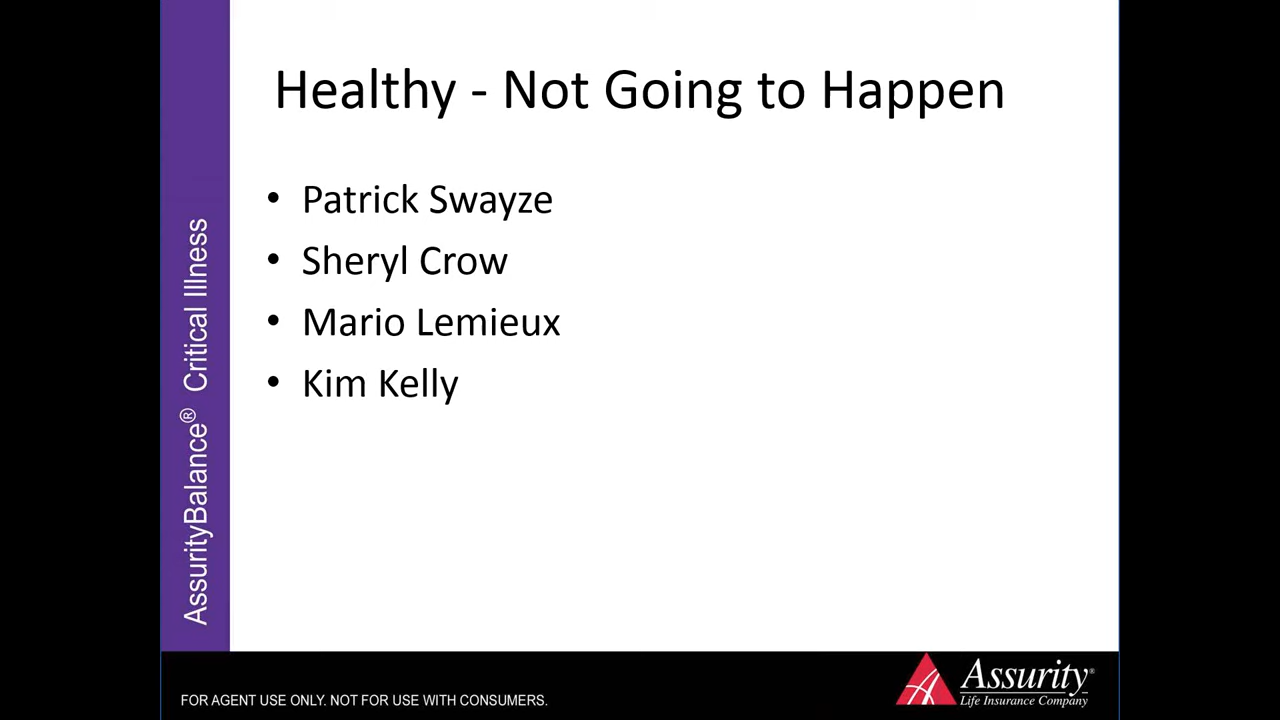 Healthy - Not Going to Happen
• Patrick Swayze
• Sheryl Crow
• Mario Lemieux
• Kim Kelly
AssurityBalance® Critical Illness
FOR AGENT USE ONLY. NOT FOR USE WITH CONSUMERS.
Assurity®
Life Insurance Company